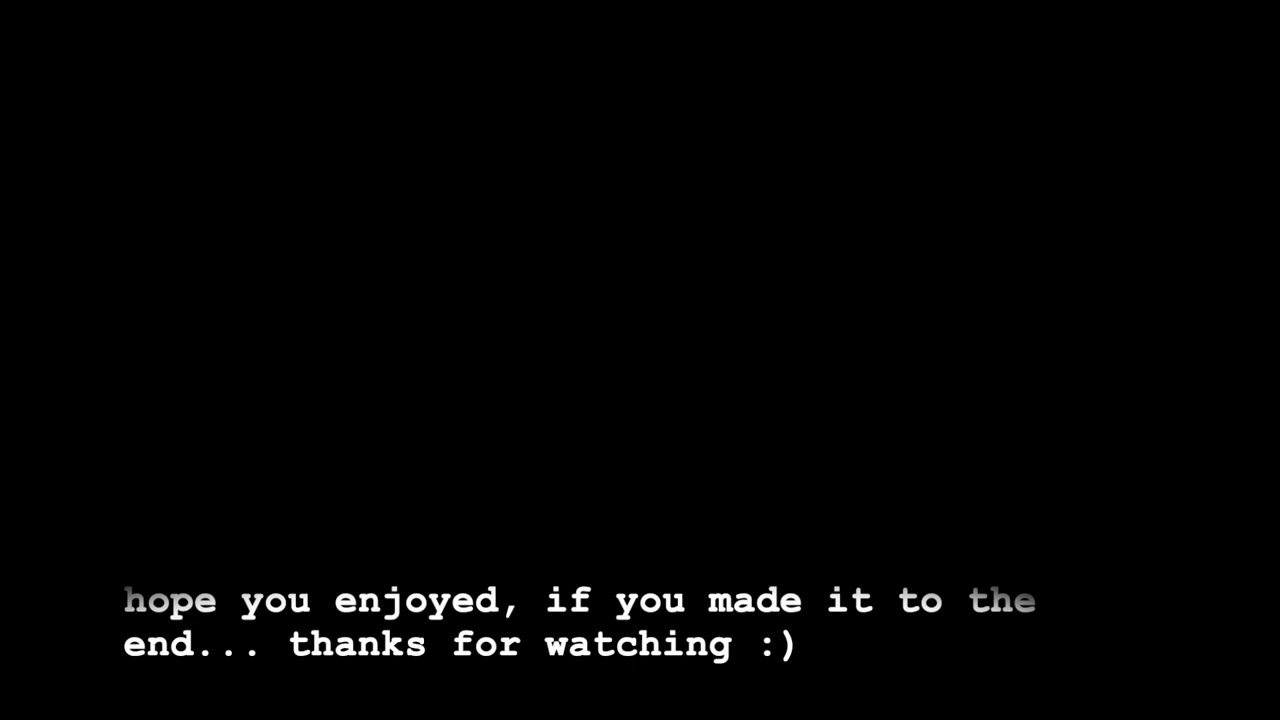 hope you enjoyed, if you made it to the
end... thanks for watching :)